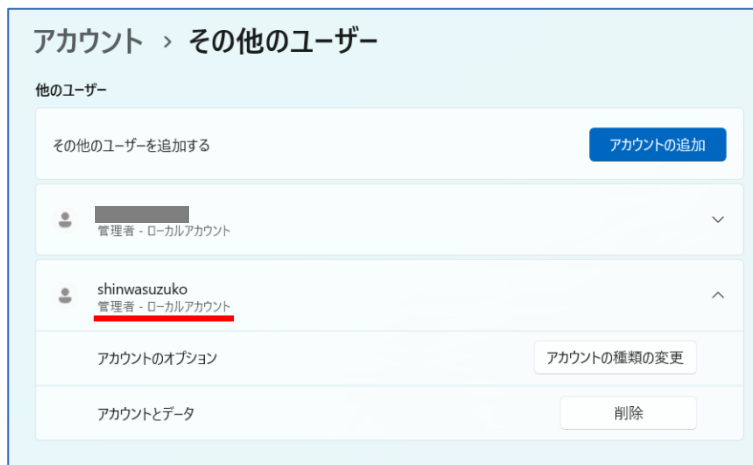 アカウント › その他のユーザー
他のユーザー
その他のユーザーを追加する
アカウントの追加
管理者 - ローカルアカウント
shinwasuzuko
管理者 - ローカルアカウント
アカウントのオプション
アカウントの種類の変更
アカウントとデータ
削除